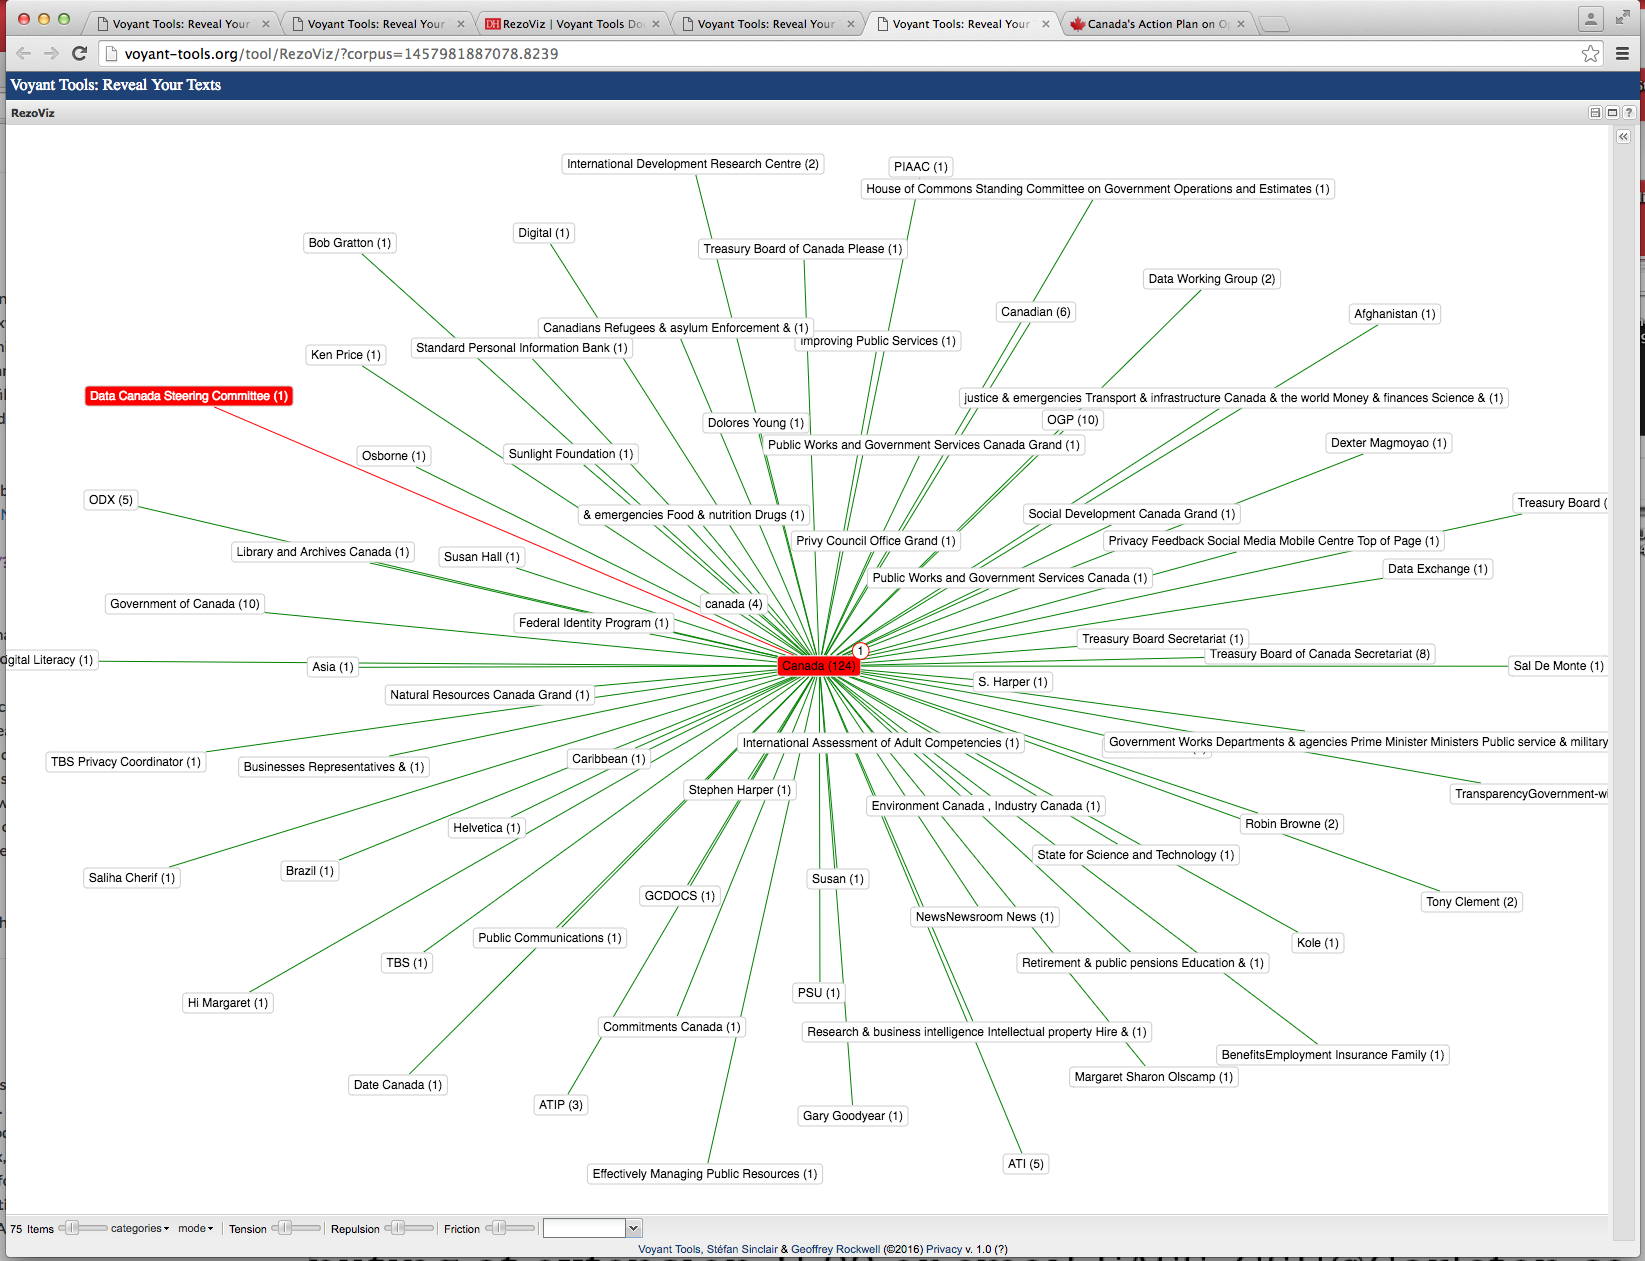 Voyant Tools: Reveal Your
Voyant Tools: Reveal Your
DH RezoViz | Voyant Tools Do
Voyant Tools: Reveal Your
Voyant Tools: Reveal Your
Canada's Action Plan on O
voyant-tools.org/tool/RezoViz/?corpus=1457981887078.8239
Voyant Tools: Reveal Your Texts
RezoViz
International Development Research Centre (2)
PIAAC (1)
House of Commons Standing Committee on Government Operations and Estimates (1)
Digital (1)
Bob Gratton (1)
Treasury Board of Canada Please (1)
Data Working Group (2)
Canadian (6)
Afghanistan (1)
Canadians Refugees & asylum Enforcement & (1)
Improving Public Services (1)
Standard Personal Information Bank (1)
Ken Price (1)
Data Canada Steering Committee (1)
justice & emergencies Transport & infrastructure Canada & the world Money & finances Science & (1)
Dolores Young (1)
OGP (10)
Public Works and Government Services Canada Grand (1)
Dexter Magmoyao (1)
Osborne (1)
Sunlight Foundation (1)
ODX (5)
Treasury Board (
& emergencies Food & nutrition Drugs (1)
Social Development Canada Grand (1)
Privy Council Office Grand (1)
Privacy Feedback Social Media Mobile Centre Top of Page (1)
Library and Archives Canada (1)
Susan Hall (1)
Data Exchange (1)
Public Works and Government Services Canada (1)
Government of Canada (10)
canada (4)
Federal Identity Program (1)
Treasury Board Secretariat (1)
1
Treasury Board of Canada Secretariat (8)
igital Literacy (1)
Asia (1)
Canada (124)
Sal De Monte (1)
S. Harper (1)
Natural Resources Canada Grand (1)
International Assessment of Adult Competencies (1)
Government Works Departments & agencies Prime Minister Ministers Public service & military
TBS Privacy Coordinator (1)
Businesses Representatives & (1)
Caribbean (1)
Stephen Harper (1)
TransparencyGovernment-wi
Environment Canada , Industry Canada (1)
Helvetica (1)
Robin Browne (2)
State for Science and Technology (1)
Saliha Cherif (1)
Brazil (1)
Susan (1)
GCDOCS (1)
Tony Clement (2)
NewsNewsroom News (1)
Public Communications (1)
Kole (1)
TBS (1)
Retirement & public pensions Education & (1)
Hi Margaret (1)
PSU (1)
Commitments Canada (1)
Research & business intelligence Intellectual property Hire & (1)
BenefitsEmployment Insurance Family (1)
Date Canada (1)
Margaret Sharon Olscamp (1)
ATIP (3)
Gary Goodyear (1)
ATI (5)
Effectively Managing Public Resources (1)
75 Items categories mode Tension Repulsion Friction
Voyant Tools, Stéfan Sinclair & Geoffrey Rockwell (©2016) Privacy v. 1.0 (?)